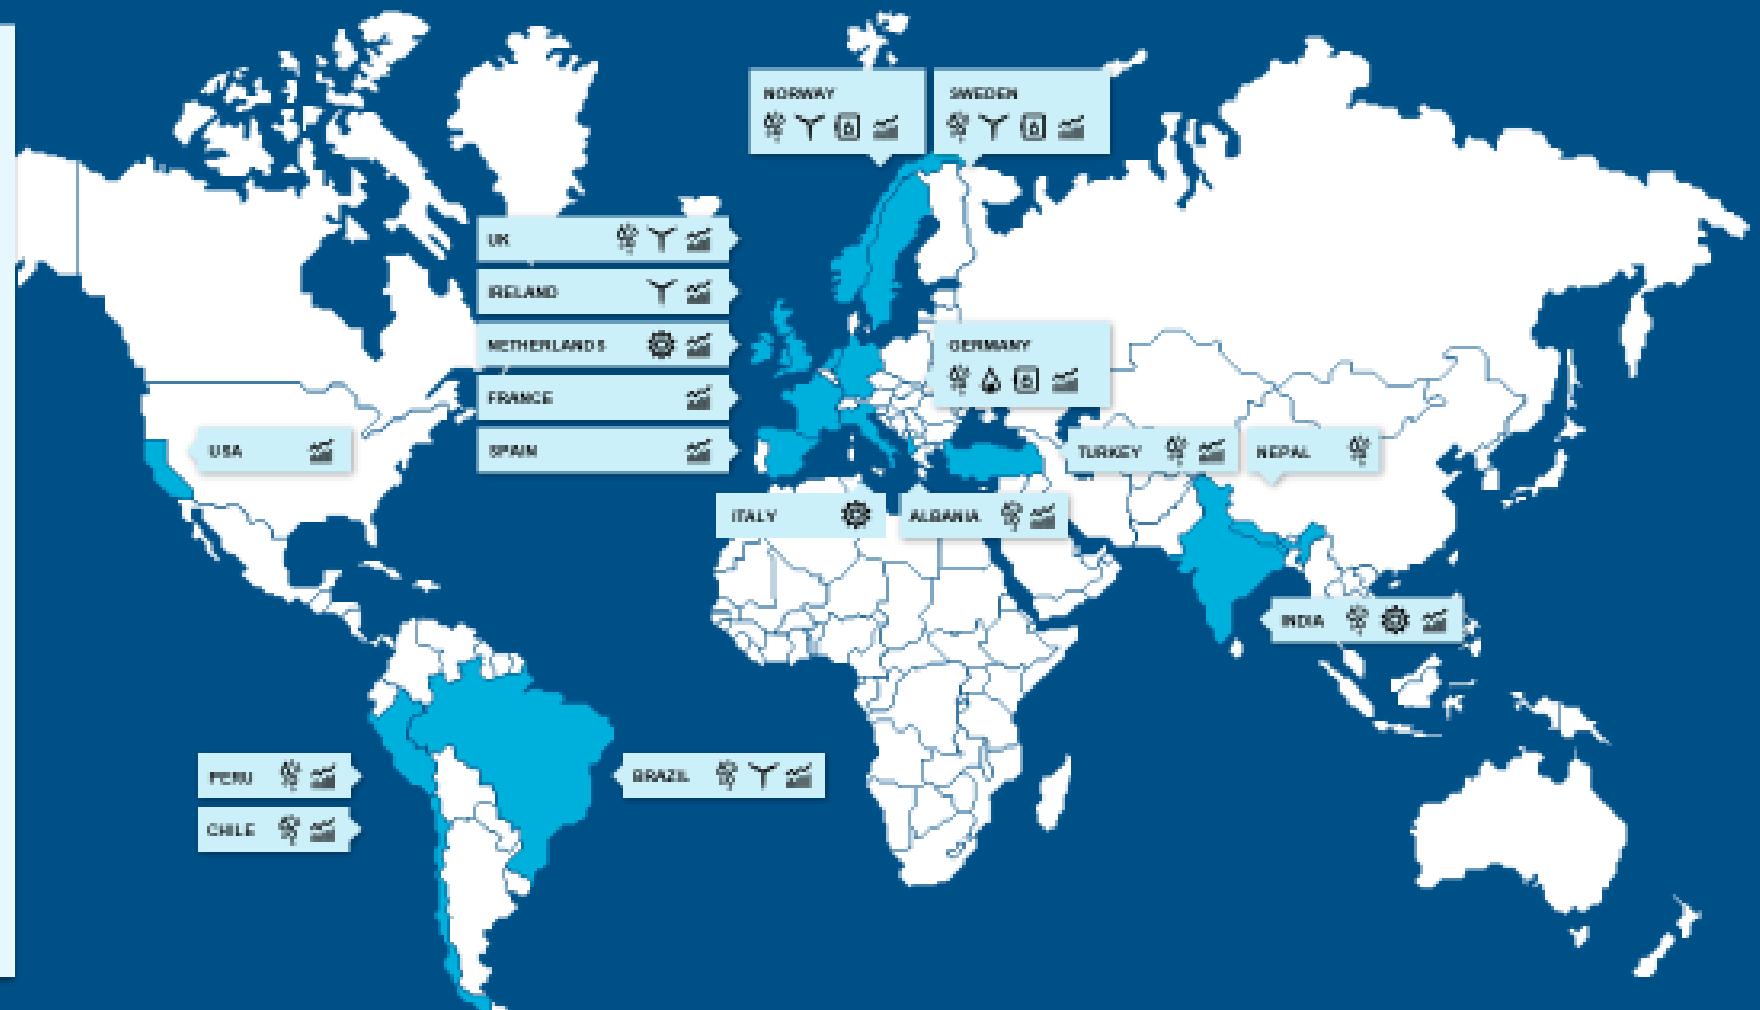 NORWAY
SWEDEN
UK
IRELAND
NETHERLANDS
GERMANY
FRANCE
USA
SPAIN
TURKEY
NEPAL
ITALY
ALBANIA
INDIA
PERU
BRAZIL
CHILE